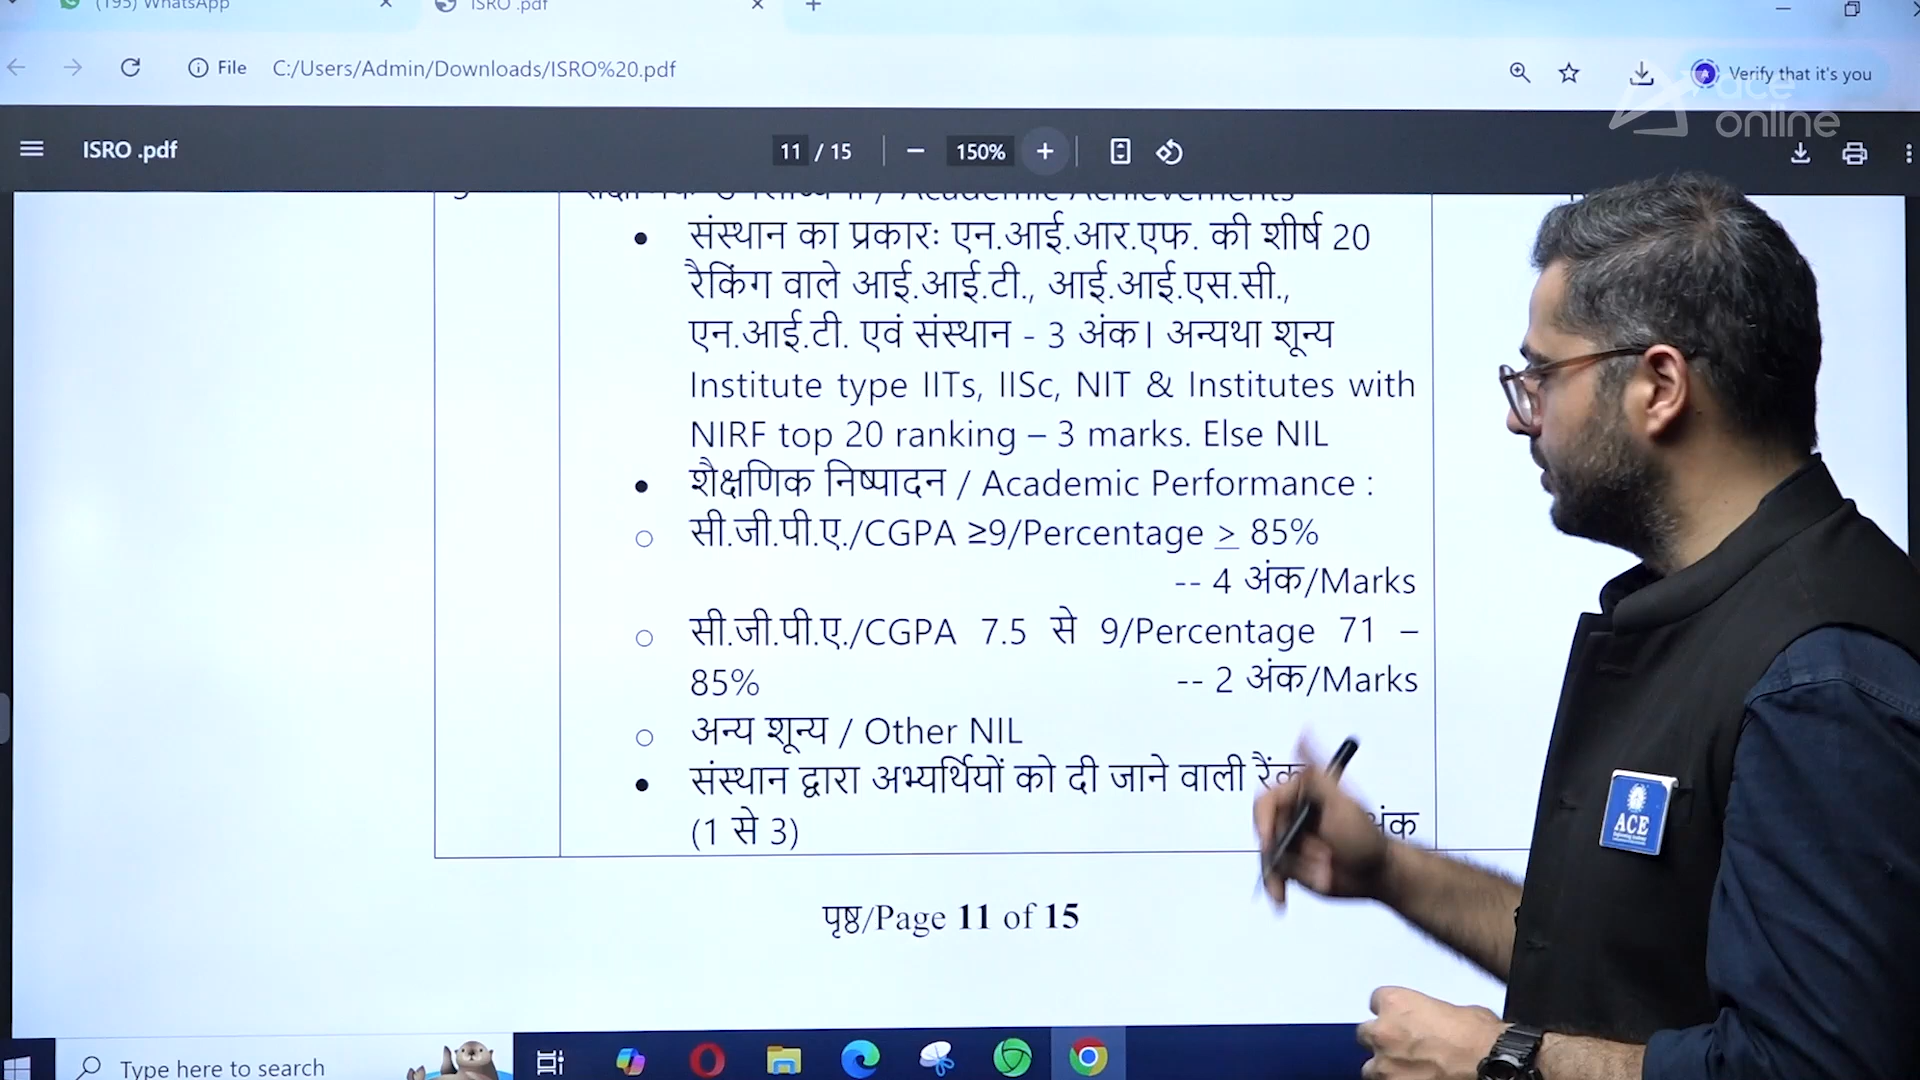 (195) WhatsApp
ISRO .pdf
File C:/Users/Admin/Downloads/ISRO%20.pdf
Verify that it's you
ace online
ISRO .pdf
11 / 15
150%
Academic Achievements
• संस्थान का प्रकारः एन.आई.आर.एफ. की शीर्ष 20
रैकिंग वाले आई.आई.टी., आई.आई.एस.सी.,
एन.आई.टी. एवं संस्थान - 3 अंक। अन्यथा शून्य
Institute type IITs, IISc, NIT & Institutes with
NIRF top 20 ranking – 3 marks. Else NIL
• शैक्षणिक निष्पादन / Academic Performance :
○ सी.जी.पी.ए./CGPA ≥9/Percentage ≥ 85%
-- 4 अंक/Marks
○ सी.जी.पी.ए./CGPA 7.5 से 9/Percentage 71 –
85% -- 2 अंक/Marks
○ अन्य शून्य / Other NIL
• संस्थान द्वारा अभ्यर्थियों को दी जाने वाली
(1 से 3) अंक
पृष्ठ/Page 11 of 15
ACE
Type here to search